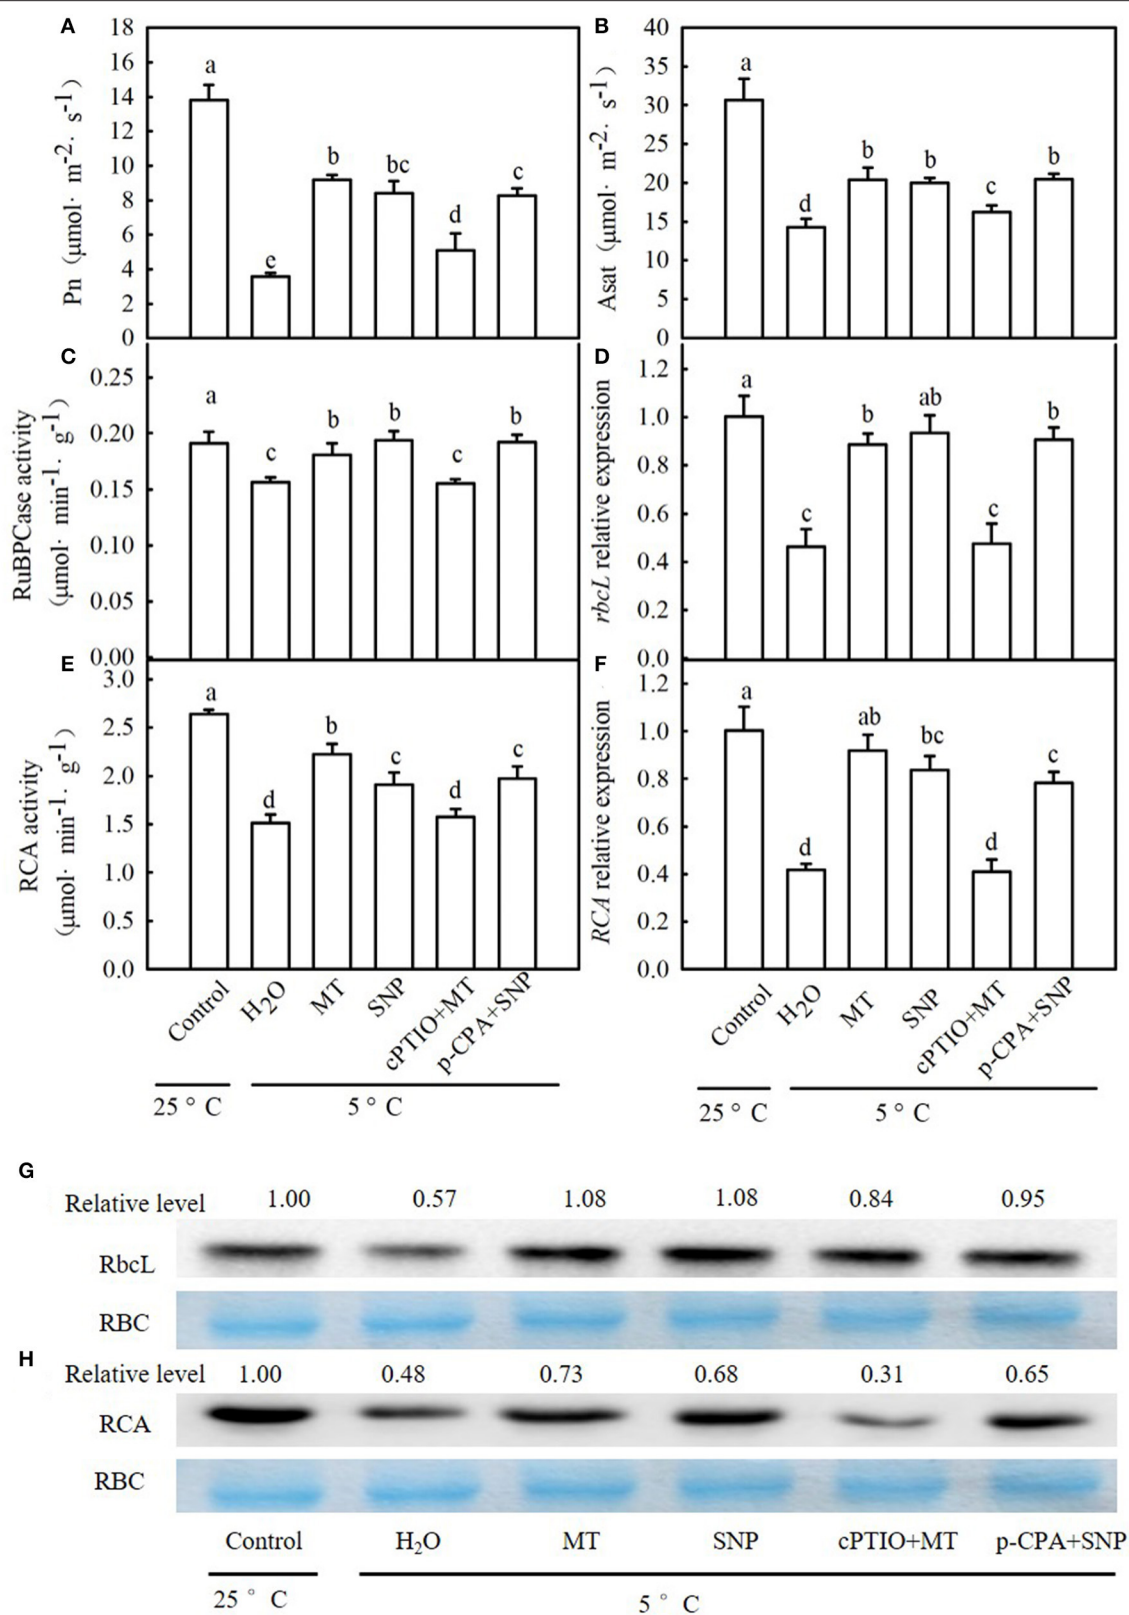 A
18
16
14
12
10
8
6
4
2
0
Pn (μmol· m-2· s-1)
a
e
b
bc
d
c
B
40
35
30
25
20
15
10
5
0
Asat (μmol· m-2· s-1)
a
d
b
b
c
b
C
0.25
0.20
0.15
0.10
0.05
0.00
RuBPCase activity
(μmol· min-1· g-1)
a
c
b
b
c
b
D
1.2
1.0
0.8
0.6
0.4
0.2
0.0
rbcL relative expression
a
c
b
ab
c
b
E
3.0
2.5
2.0
1.5
1.0
0.5
0.0
RCA activity
(μmol· min-1· g-1)
a
d
b
c
d
c
F
1.2
1.0
0.8
0.6
0.4
0.2
0.0
RCA relative expression
a
d
ab
bc
d
c
Control H2O MT SNP cPTIO+MT p-CPA+SNP
25 ° C 5 ° C
Control H2O MT SNP cPTIO+MT p-CPA+SNP
25 ° C 5 ° C
G
Relative level 1.00 0.57 1.08 1.08 0.84 0.95
RbcL
RBC
H
Relative level 1.00 0.48 0.73 0.68 0.31 0.65
RCA
RBC
Control H2O MT SNP cPTIO+MT p-CPA+SNP
25 ° C 5 ° C